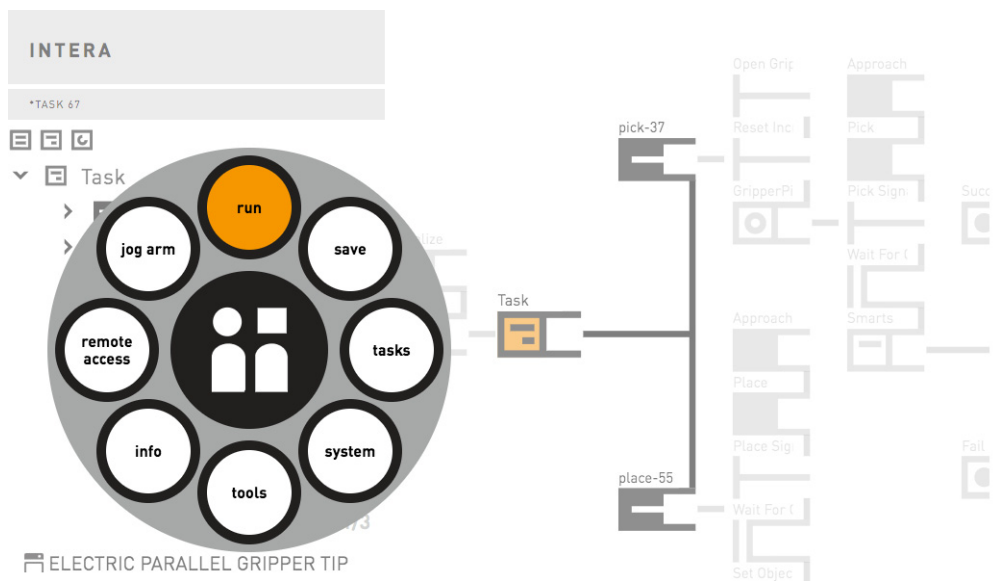 INTERA
*TASK 67
Task
run
jog arm
save
remote
access
tasks
info
system
tools
/3
ELECTRIC PARALLEL GRIPPER TIP
lize
Task
pick-37
place-55
Open Grip
Reset Inc
GripperPi
Approach
Pick
Pick Sign
Wait For
Smarts
Approach
Place
Place Sig
Wait For
Set Objec
Succ
Fail